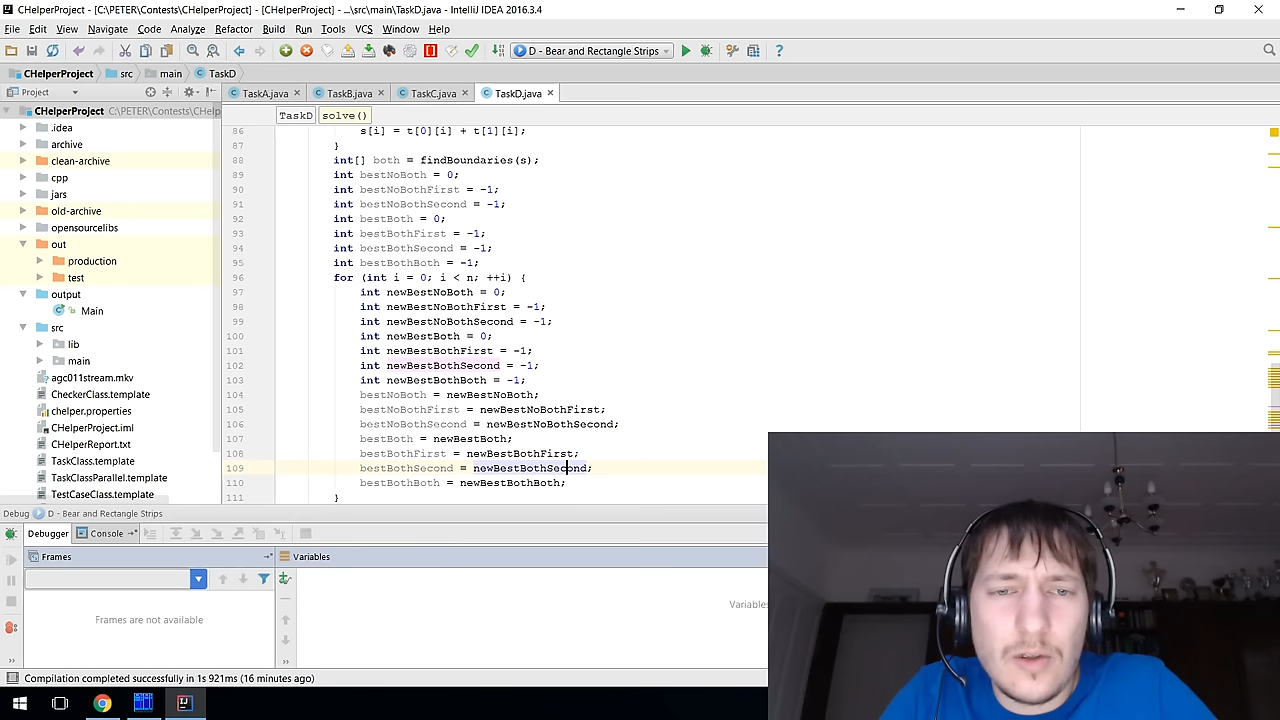 CHelperProject - [C:\PETER\Contests\CHelperProject] - [CHelperProject] - ...\src\main\TaskD.java - IntelliJ IDEA 2016.3.4
File Edit View Navigate Code Analyze Refactor Build Run Tools VCS Window Help
D - Bear and Rectangle Strips
CHelperProject src main TaskD
Project
TaskA.java TaskB.java TaskC.java TaskD.java
CHelperProject C:\PETER\Contests\CHelperProject
TaskD solve()
.idea
archive
clean-archive
cpp
jars
old-archive
opensourcelibs
out
production
test
output
Main
src
lib
main
agc011stream.mkv
CheckerClass.template
chelper.properties
CHelperProject.iml
CHelperReport.txt
TaskClass.template
TaskClassParallel.template
TestCaseClass.template
86 s[i] = t[0][i] + t[1][i];
87 }
88 int[] both = findBoundaries(s);
89 int bestNoBoth = 0;
90 int bestNoBothFirst = -1;
91 int bestNoBothSecond = -1;
92 int bestBoth = 0;
93 int bestBothFirst = -1;
94 int bestBothSecond = -1;
95 int bestBothBoth = -1;
96 for (int i = 0; i < n; ++i) {
97 int newBestNoBoth = 0;
98 int newBestNoBothFirst = -1;
99 int newBestNoBothSecond = -1;
100 int newBestBoth = 0;
101 int newBestBothFirst = -1;
102 int newBestBothSecond = -1;
103 int newBestBothBoth = -1;
104 bestNoBoth = newBestNoBoth;
105 bestNoBothFirst = newBestNoBothFirst;
106 bestNoBothSecond = newBestNoBothSecond;
107 bestBoth = newBestBoth;
108 bestBothFirst = newBestBothFirst;
109 bestBothSecond = newBestBothSecond;
110 bestBothBoth = newBestBothBoth;
111 }
Debug D - Bear and Rectangle Strips
Debugger Console
Frames Variables
Frames are not available
Variables
Compilation completed successfully in 1s 921ms (16 minutes ago)